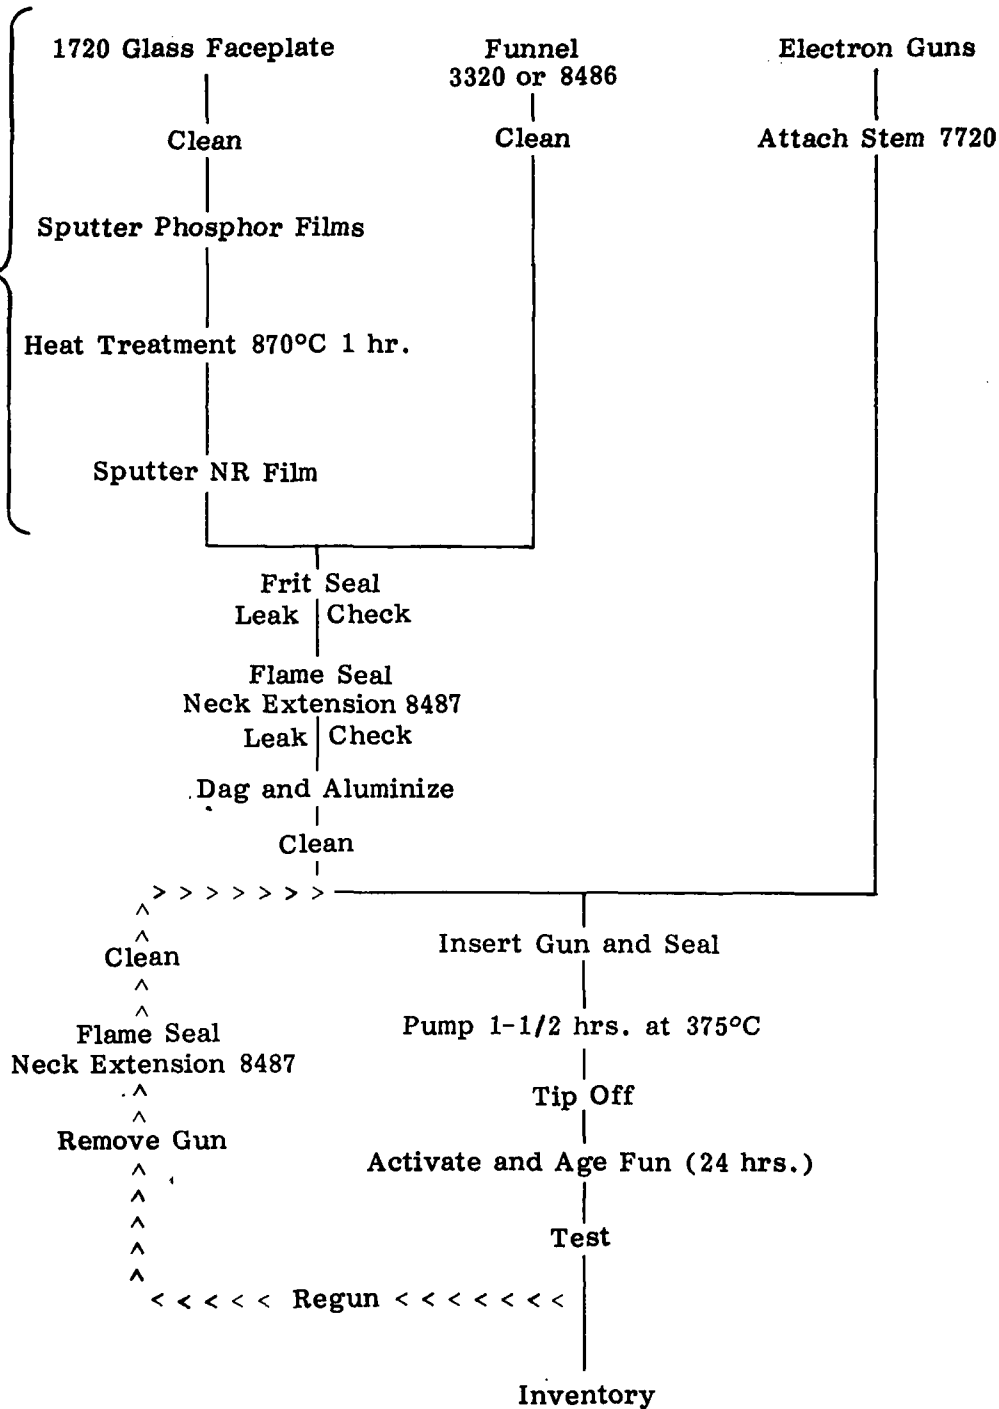 1720 Glass Faceplate
Clean
Sputter Phosphor Films
Heat Treatment 870°C 1 hr.
Sputter NR Film
Funnel
3320 or 8486
Clean
Electron Guns
Attach Stem 7720
Frit Seal
Leak Check
Flame Seal
Neck Extension 8487
Leak Check
Dag and Aluminize
Clean
> > > > > > >
Insert Gun and Seal
Pump 1-1/2 hrs. at 375°C
Tip Off
Activate and Age Fun (24 hrs.)
Test
< < < < < Regun < < < < < < <
Remove Gun
Flame Seal
Neck Extension 8487
Clean
Inventory